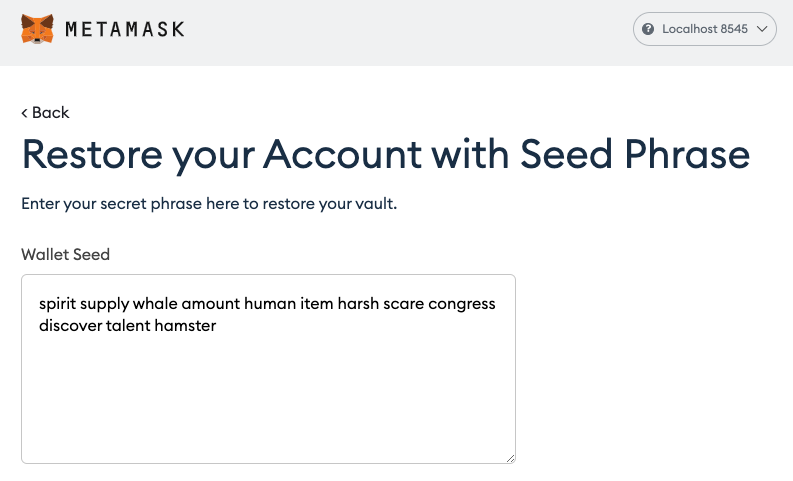 METAMASK
? Localhost 8545
< Back
Restore your Account with Seed Phrase
Enter your secret phrase here to restore your vault.
Wallet Seed
spirit supply whale amount human item harsh scare congress
discover talent hamster